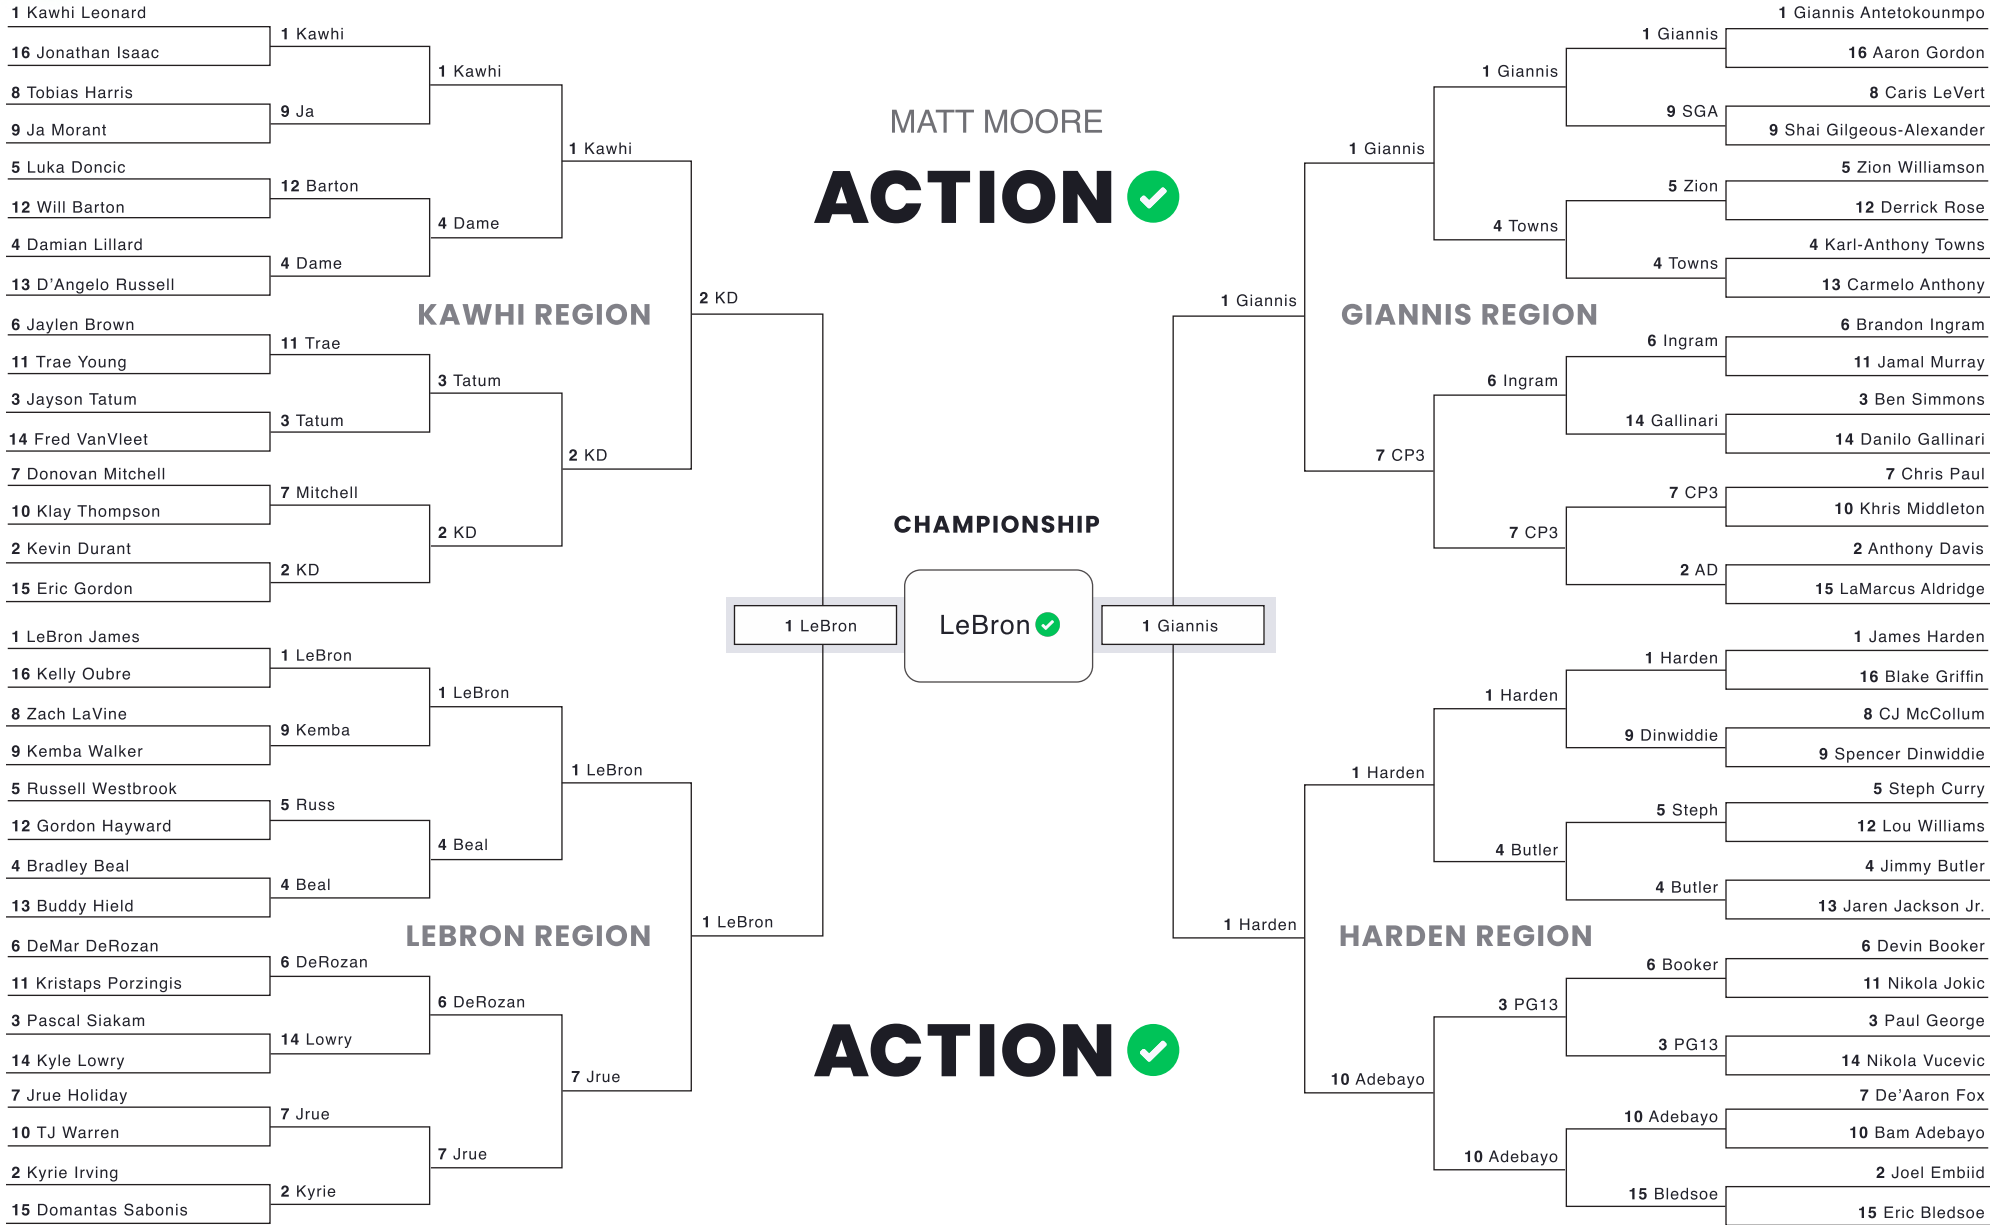 1 Kawhi Leonard
16 Jonathan Isaac
8 Tobias Harris
9 Ja Morant
5 Luka Doncic
12 Will Barton
4 Damian Lillard
13 D'Angelo Russell
6 Jaylen Brown
11 Trae Young
3 Jayson Tatum
14 Fred VanVleet
7 Donovan Mitchell
10 Klay Thompson
2 Kevin Durant
15 Eric Gordon
1 Kawhi
9 Ja
12 Barton
4 Dame
11 Trae
3 Tatum
7 Mitchell
2 KD
1 Kawhi
4 Dame
3 Tatum
2 KD
1 Kawhi
2 KD
2 KD
KAWHI REGION
1 LeBron James
16 Kelly Oubre
8 Zach LaVine
9 Kemba Walker
5 Russell Westbrook
12 Gordon Hayward
4 Bradley Beal
13 Buddy Hield
6 DeMar DeRozan
11 Kristaps Porzingis
3 Pascal Siakam
14 Kyle Lowry
7 Jrue Holiday
10 TJ Warren
2 Kyrie Irving
15 Domantas Sabonis
1 LeBron
9 Kemba
5 Russ
4 Beal
6 DeRozan
14 Lowry
7 Jrue
2 Kyrie
1 LeBron
4 Beal
6 DeRozan
7 Jrue
1 LeBron
7 Jrue
1 LeBron
LEBRON REGION
MATT MOORE
ACTION
CHAMPIONSHIP
1 LeBron
LeBron
1 Giannis
ACTION
1 Giannis Antetokounmpo
16 Aaron Gordon
8 Caris LeVert
9 Shai Gilgeous-Alexander
5 Zion Williamson
12 Derrick Rose
4 Karl-Anthony Towns
13 Carmelo Anthony
6 Brandon Ingram
11 Jamal Murray
3 Ben Simmons
14 Danilo Gallinari
7 Chris Paul
10 Khris Middleton
2 Anthony Davis
15 LaMarcus Aldridge
1 Giannis
9 SGA
5 Zion
4 Towns
6 Ingram
14 Gallinari
7 CP3
2 AD
1 Giannis
4 Towns
6 Ingram
7 CP3
1 Giannis
7 CP3
1 Giannis
GIANNIS REGION
1 James Harden
16 Blake Griffin
8 CJ McCollum
9 Spencer Dinwiddie
5 Steph Curry
12 Lou Williams
4 Jimmy Butler
13 Jaren Jackson Jr.
6 Devin Booker
11 Nikola Jokic
3 Paul George
14 Nikola Vucevic
7 De'Aaron Fox
10 Bam Adebayo
2 Joel Embiid
15 Eric Bledsoe
1 Harden
9 Dinwiddie
5 Steph
4 Butler
6 Booker
3 PG13
10 Adebayo
15 Bledsoe
1 Harden
4 Butler
3 PG13
10 Adebayo
1 Harden
10 Adebayo
1 Harden
HARDEN REGION